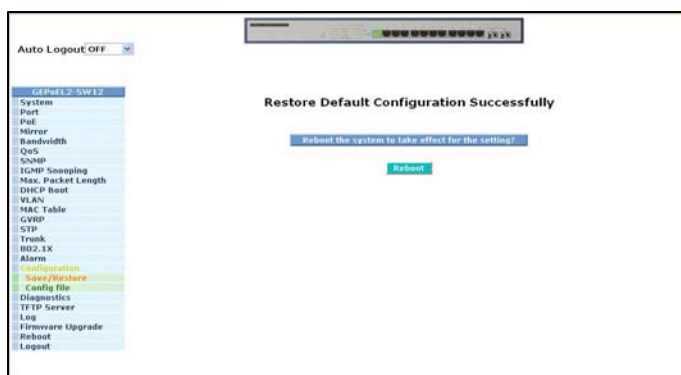 Auto Logout OFF
GEPoEL2-SW12
System
Port
PoE
Mirror
Bandwidth
QoS
SNMP
IGMP Snooping
Max. Packet Length
DHCP Boot
VLAN
MAC Table
GVRP
STP
Trunk
802.1X
Alarm
Configuration
Save/Restore
Config file
Diagnostics
TFTP Server
Log
Firmware Upgrade
Reboot
Logout
Restore Default Configuration Successfully
Reboot the system to take effect for the setting?
Reboot